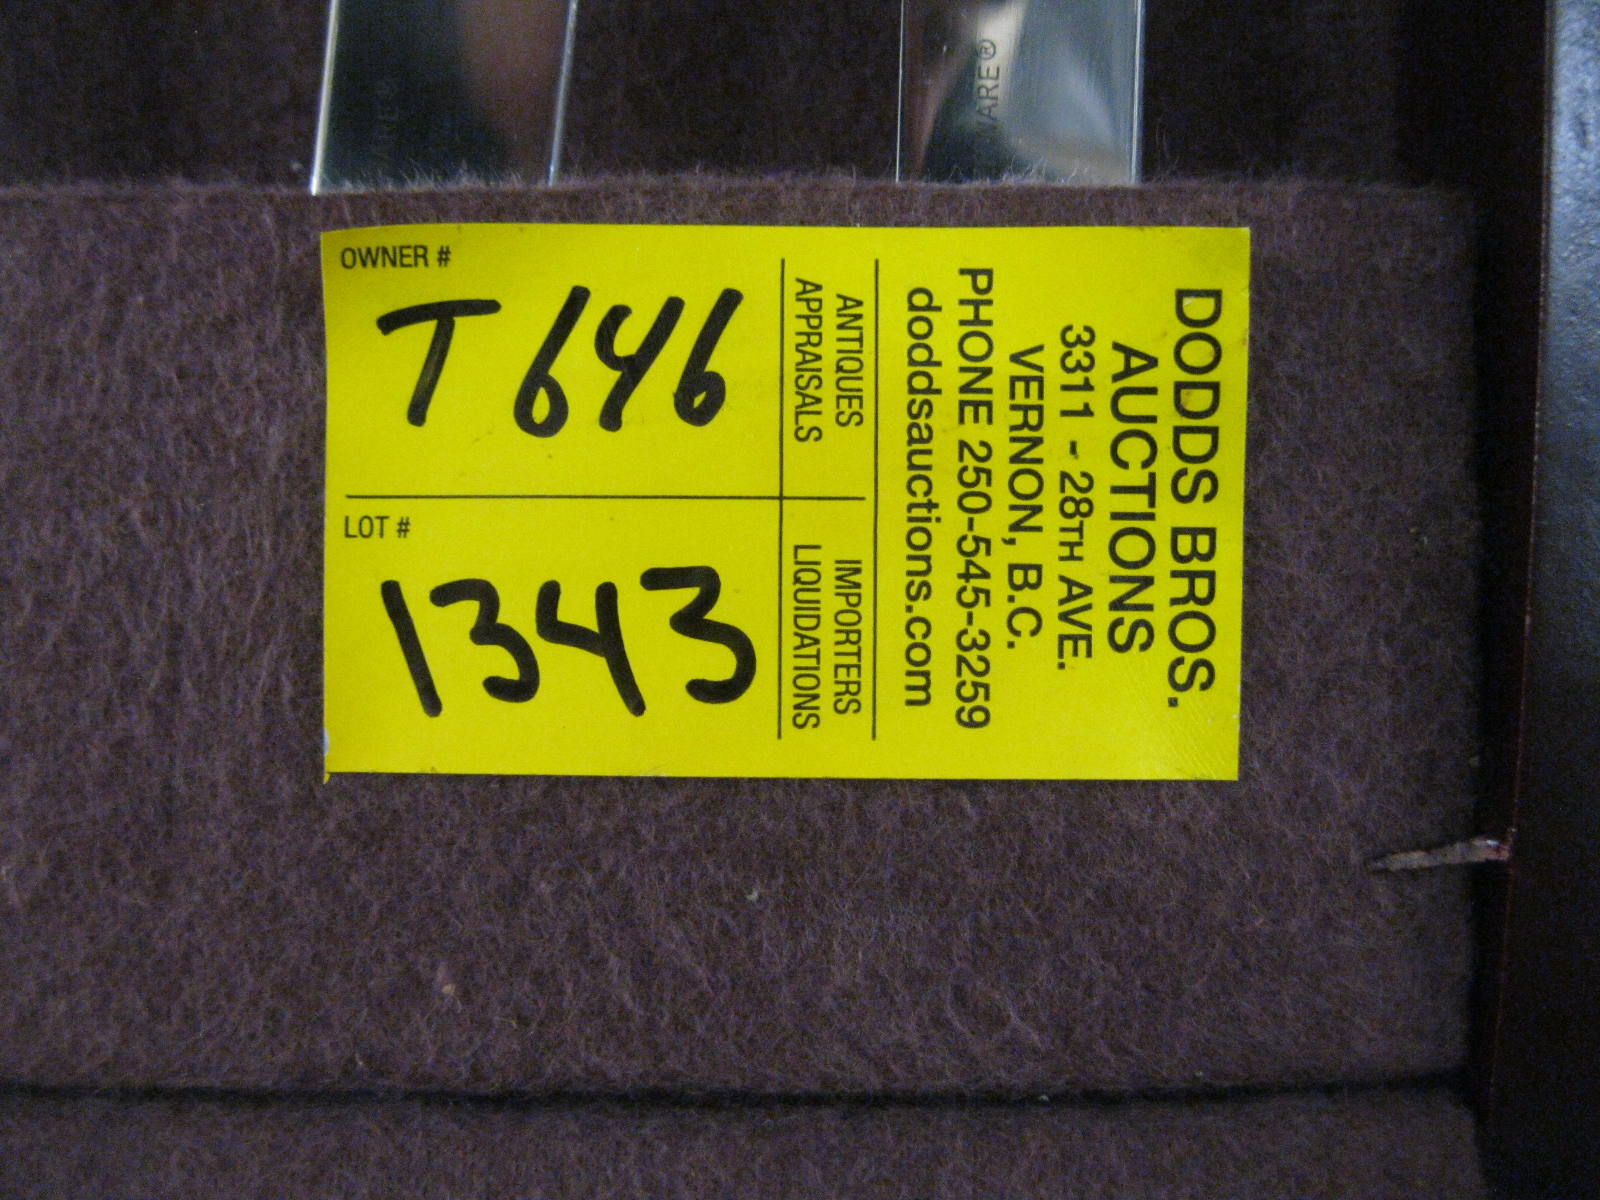 OWNER #
T646
LOT #
1343
ANTIQUES
APPRAISALS
IMPORTERS
LIQUIDATIONS
DODDS BROS.
AUCTIONS
3311 - 28TH AVE.
VERNON, B.C.
PHONE 250-545-3259
doddsauctions.com